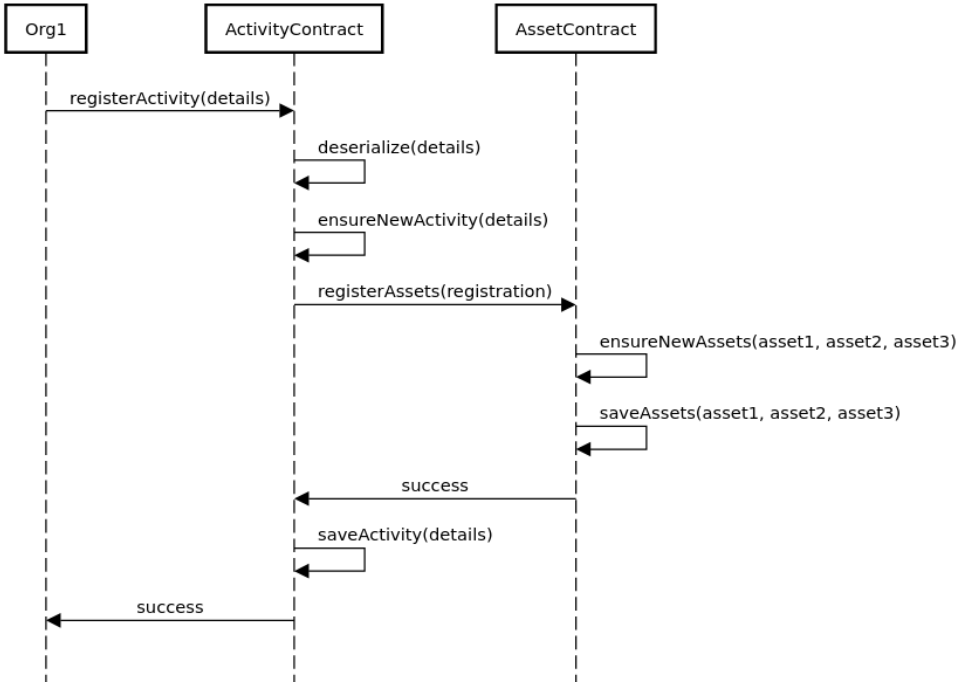 Org1
ActivityContract
AssetContract
registerActivity(details)
deserialize(details)
ensureNewActivity(details)
registerAssets(registration)
ensureNewAssets(asset1, asset2, asset3)
saveAssets(asset1, asset2, asset3)
success
saveActivity(details)
success